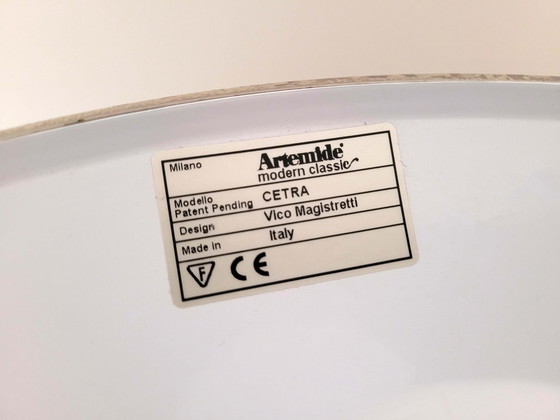 Milano Artemide®
modern classic
Modello
Patent Pending CETRA
Design Vico Magistretti
Made in Italy
F CE